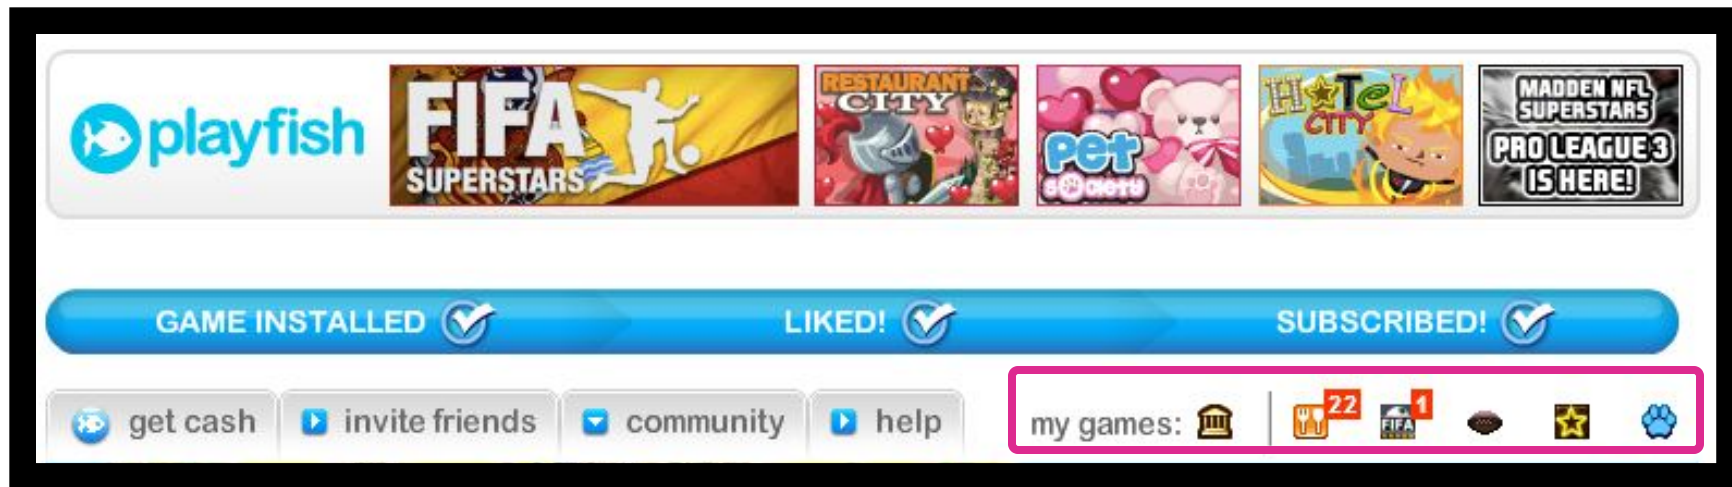 playfish
FIFA
SUPERSTARS
RESTAURANT
CITY
Pet
SOCIETY
HOTEL
CITY
MADDEN NFL
SUPERSTARS
PRO LEAGUE 3
IS HERE!
GAME INSTALLED LIKED! SUBSCRIBED!
get cash invite friends community help my games: 22 FIFA 1